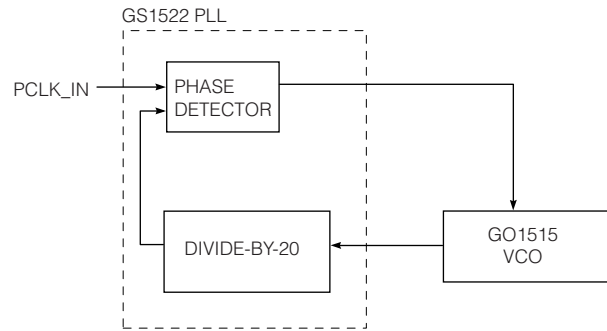 GS1522 PLL
PCLK_IN
PHASE
DETECTOR
DIVIDE-BY-20
GO1515
VCO